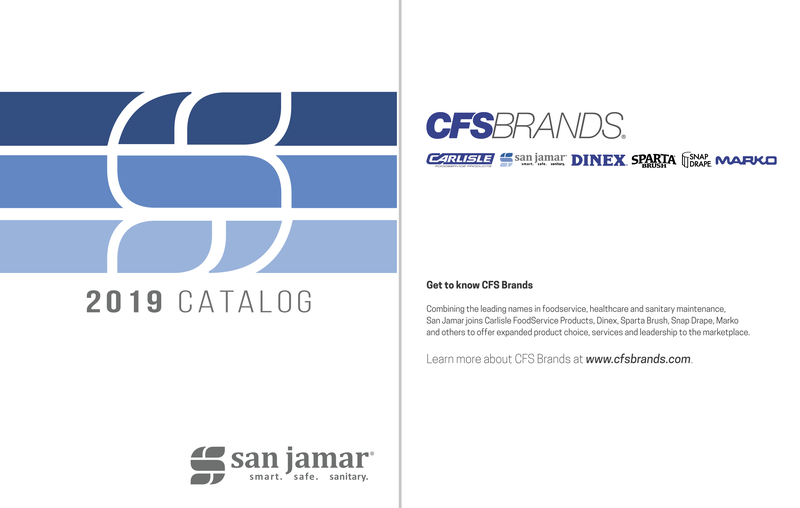 2019 CATALOG
san jamar®
smart. safe. sanitary.
CFSBRANDS®
CARLISLE
FOODSERVICE PRODUCTS
san jamar®
smart. safe. sanitary.
DINEX
SPARTA
BRUSH
SNAP
DRAPE
MARKO
Get to know CFS Brands
Combining the leading names in foodservice, healthcare and sanitary maintenance,
San Jamar joins Carlisle FoodService Products, Dinex, Sparta Brush, Snap Drape, Marko
and others to offer expanded product choice, services and leadership to the marketplace.
Learn more about CFS Brands at www.cfsbrands.com.